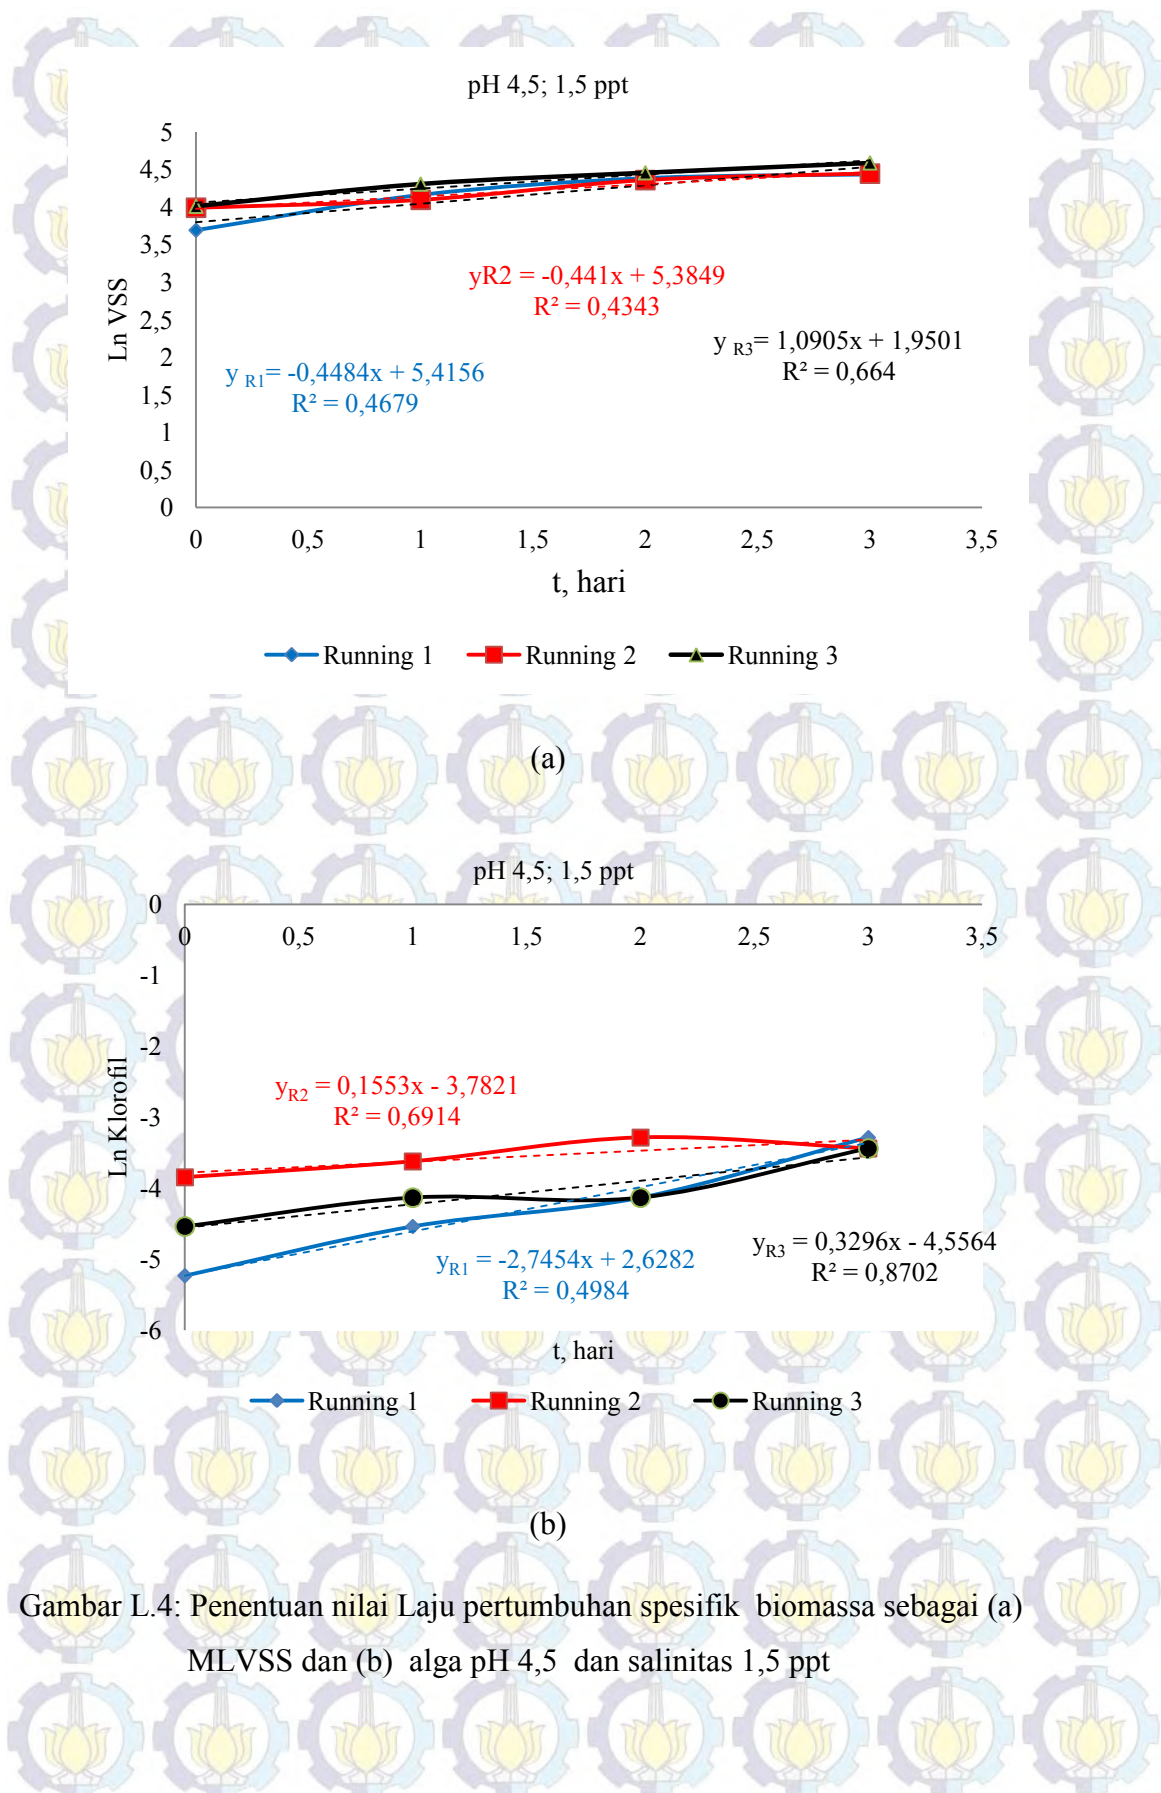 pH 4,5; 1,5 ppt
5
4,5
4
3,5
3
2,5
2
1,5
1
0,5
0
Ln VSS
yR2 = -0,441x + 5,3849
R² = 0,4343
y R3= 1,0905x + 1,9501
R² = 0,664
y R1= -0,4484x + 5,4156
R² = 0,4679
0 0,5 1 1,5 2 2,5 3 3,5
t, hari
Running 1 Running 2 Running 3
(a)
pH 4,5; 1,5 ppt
0
0 0,5 1 1,5 2 2,5 3 3,5
-1
-2
-3
-4
-5
-6
Ln Klorofil
yR2 = 0,1553x - 3,7821
R² = 0,6914
yR1 = -2,7454x + 2,6282
R² = 0,4984
yR3 = 0,3296x - 4,5564
R² = 0,8702
t, hari
Running 1 Running 2 Running 3
(b)
Gambar L.4: Penentuan nilai Laju pertumbuhan spesifik biomassa sebagai (a)
MLVSS dan (b) alga pH 4,5 dan salinitas 1,5 ppt